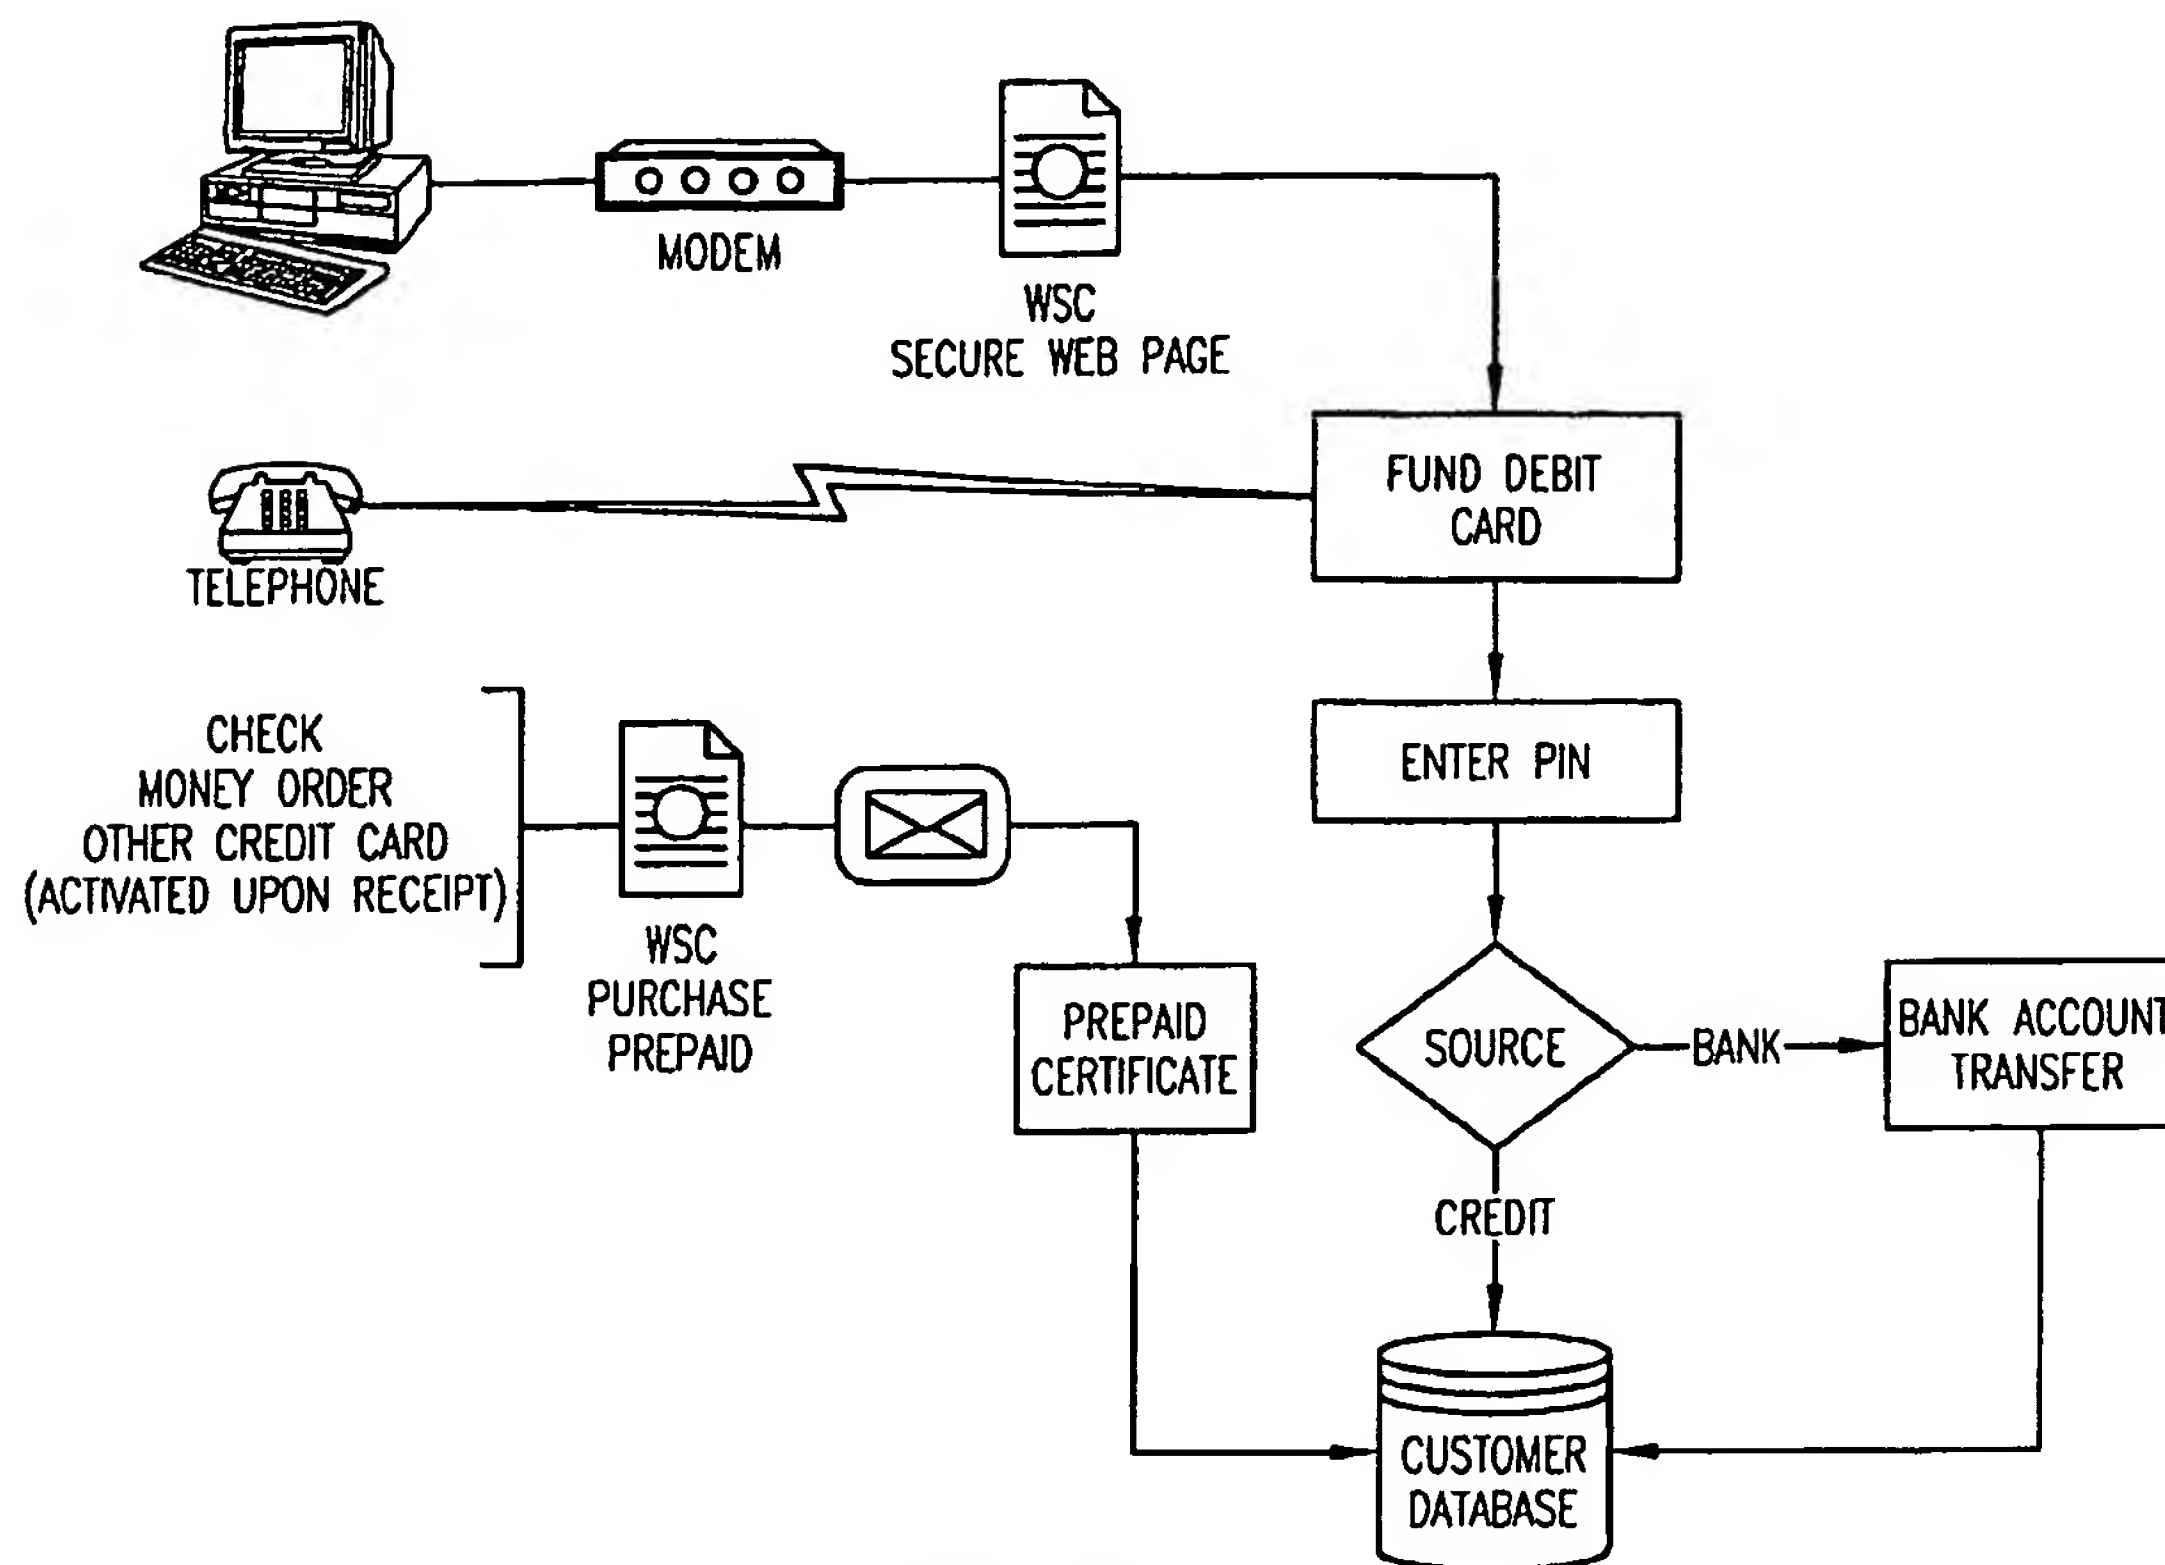 MODEM
WSC
SECURE WEB PAGE
FUND DEBIT
CARD
TELEPHONE
CHECK
MONEY ORDER
OTHER CREDIT CARD
(ACTIVATED UPON RECEIPT)
WSC
PURCHASE
PREPAID
ENTER PIN
PREPAID
CERTIFICATE
SOURCE
BANK
BANK ACCOUNT
TRANSFER
CREDIT
CUSTOMER
DATABASE